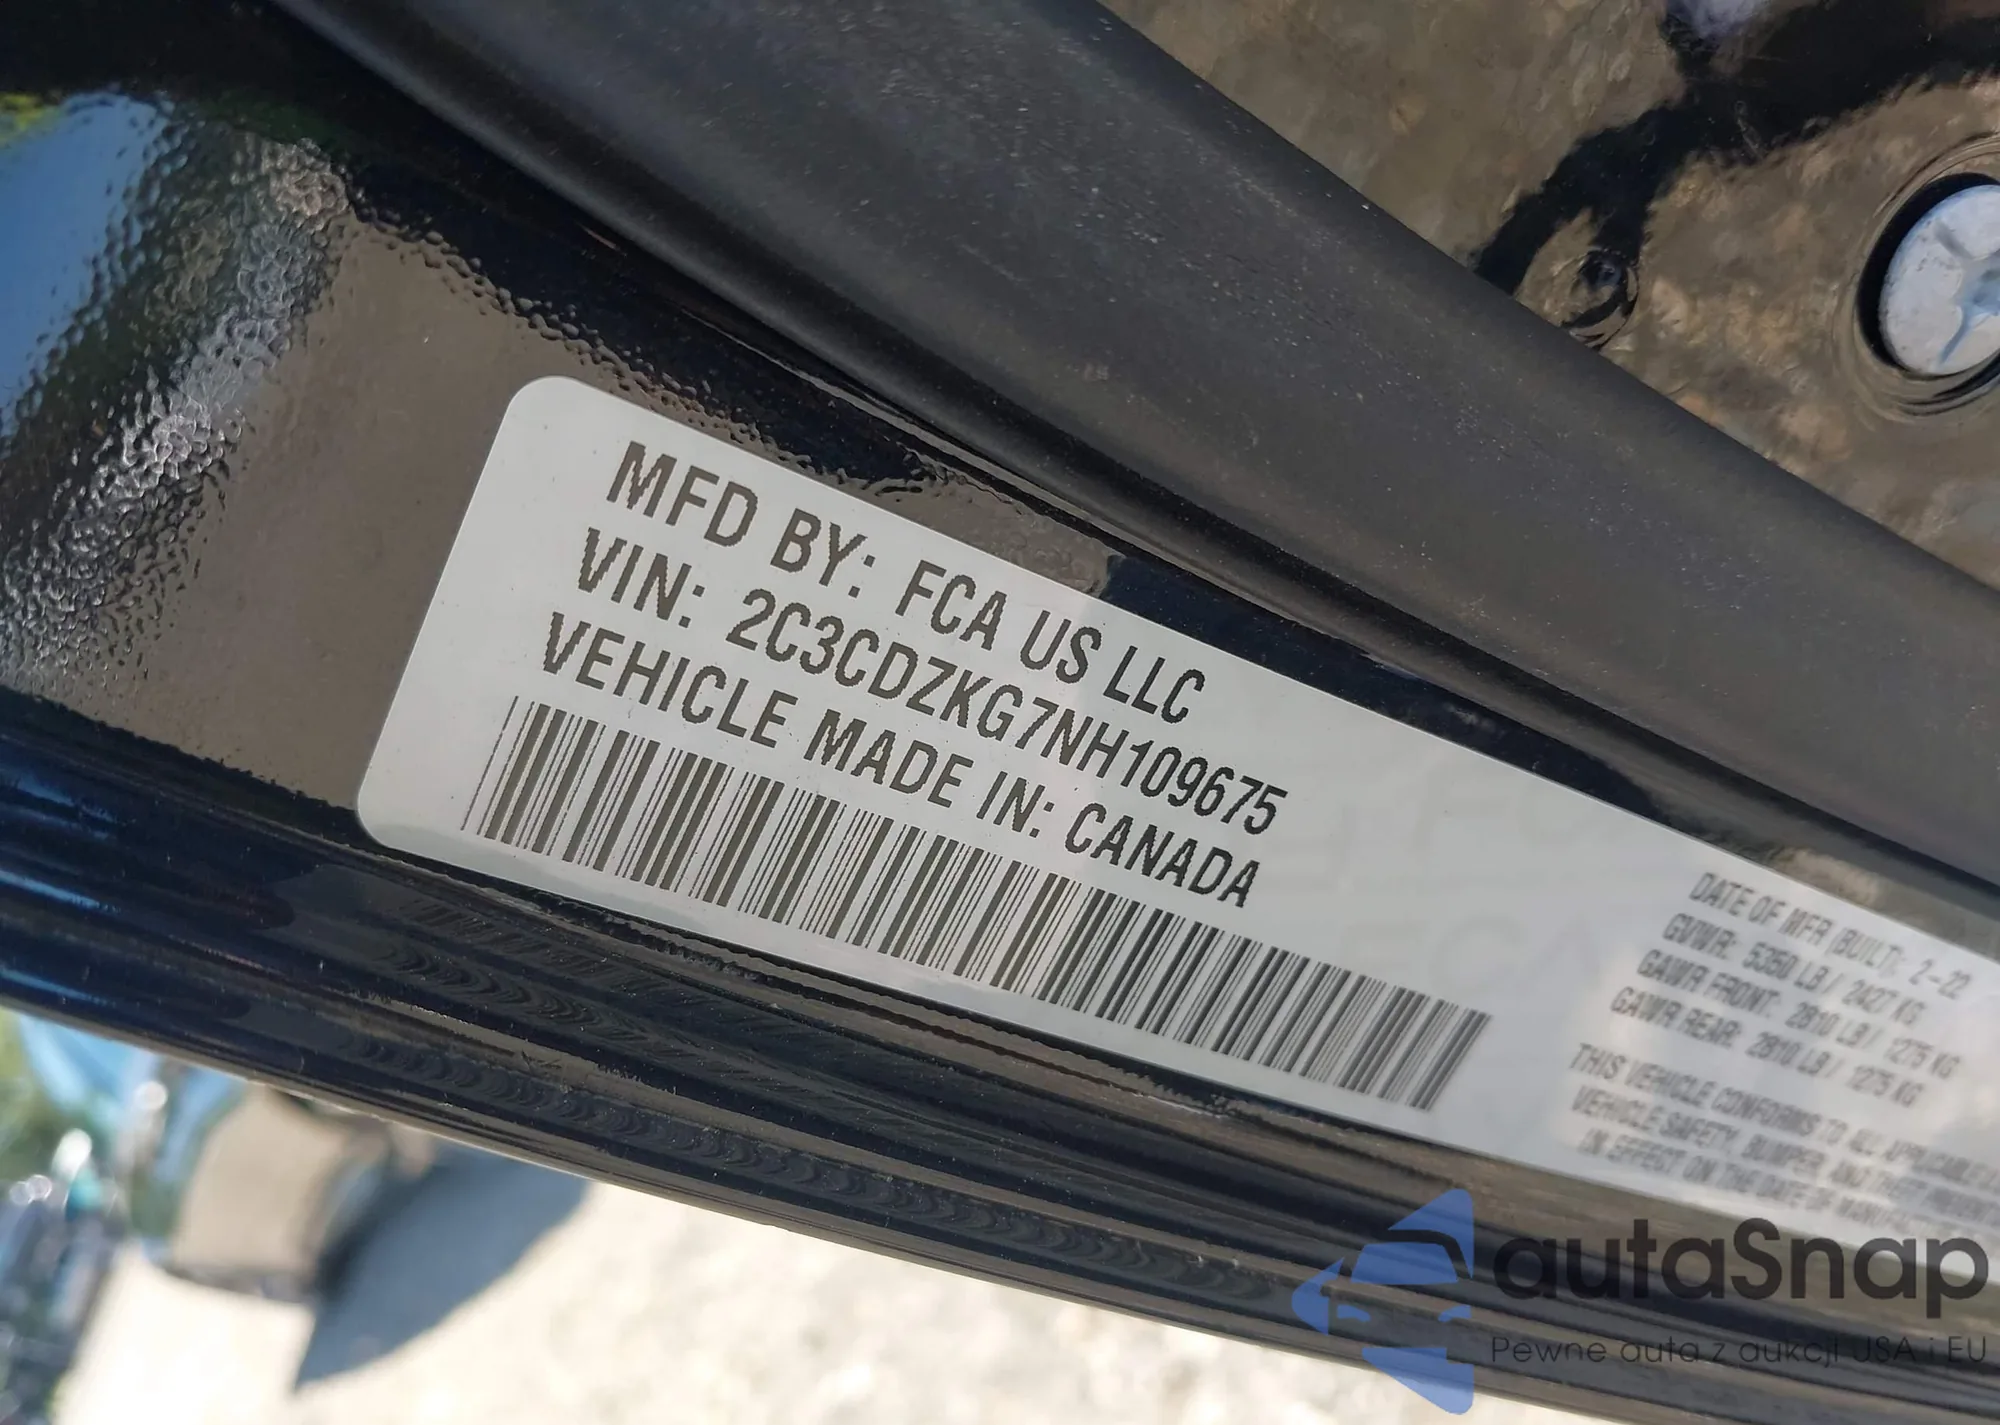 MFD BY: FCA US LLC
VIN: 2C3CDZKG7NH109675
VEHICLE MADE IN: CANADA
DATE OF MFR (BUILT): 2-22
GVWR: 5350 LB / 2427 KG
GAWR FRONT: 2810 LB / 1275 KG
GAWR REAR: 2810 LB / 1275 KG
THIS VEHICLE CONFORMS TO ALL APPLICABLE
VEHICLE SAFETY, BUMPER, AND THEFT
IN EFFECT ON THE DATE OF
autaSnap
Pewne auta z aukcji USA i EU